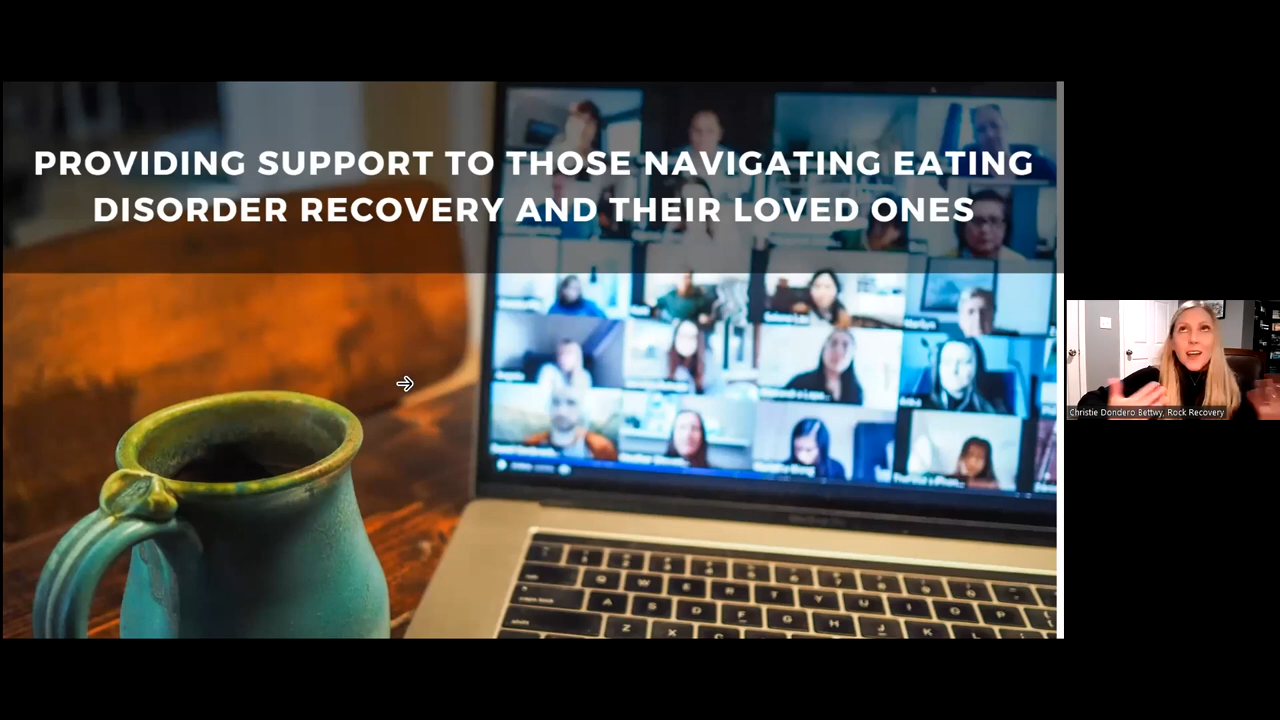 PROVIDING SUPPORT TO THOSE NAVIGATING EATING
DISORDER RECOVERY AND THEIR LOVED ONES
Christie Dondero Bettwy, Rock Recovery
Q W E R T Y U I O P
A S D F G H J K L
Z X C